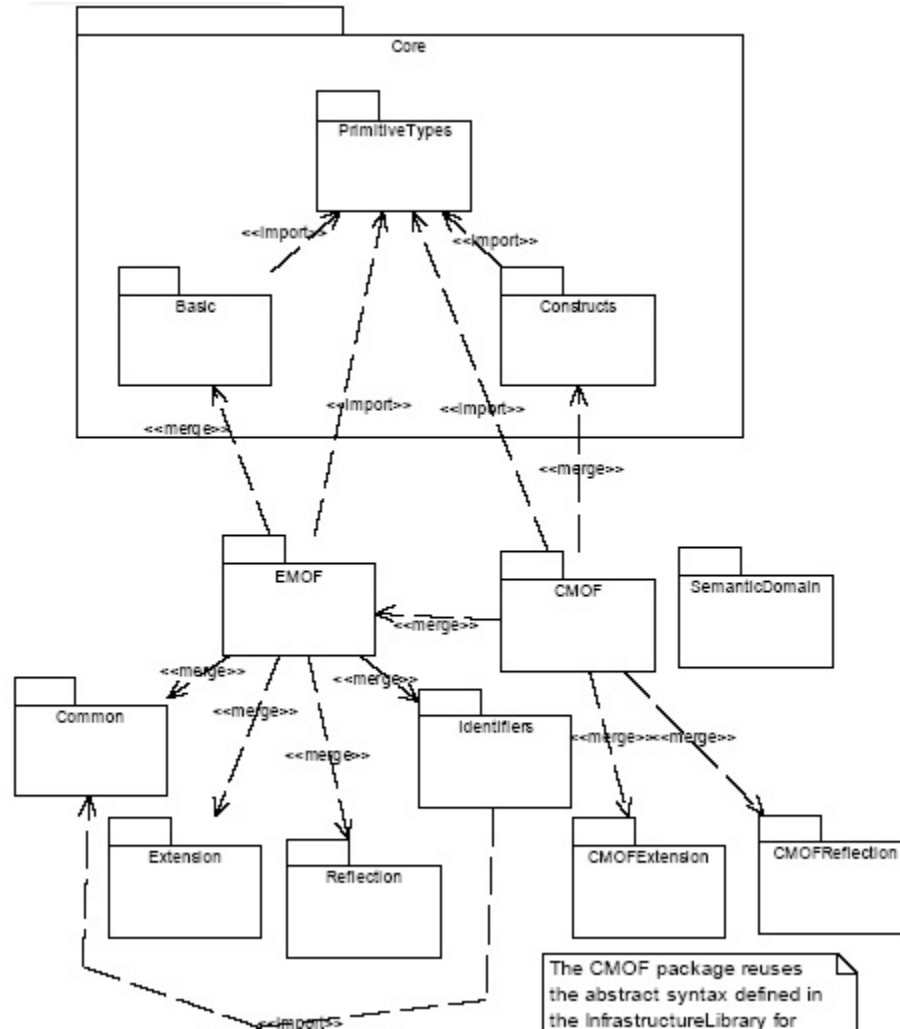 Core
PrimitiveTypes
<<import>>
<<import>>
Basic
Constructs
<<import>>
<<import>>
<<merge>>
<<merge>>
EMOF
CMOF
SemanticDomain
<<merge>>
<<merge>>
<<merge>>
<<merge>>
<<merge>>
Common
Identifiers
<<merge>>
<<merge>>
<<merge>>
Extension
Reflection
CMOFExtension
CMOFReflection
The CMOF package reuses
the abstract syntax defined in
the InfrastructureLibrary for
<<import>>